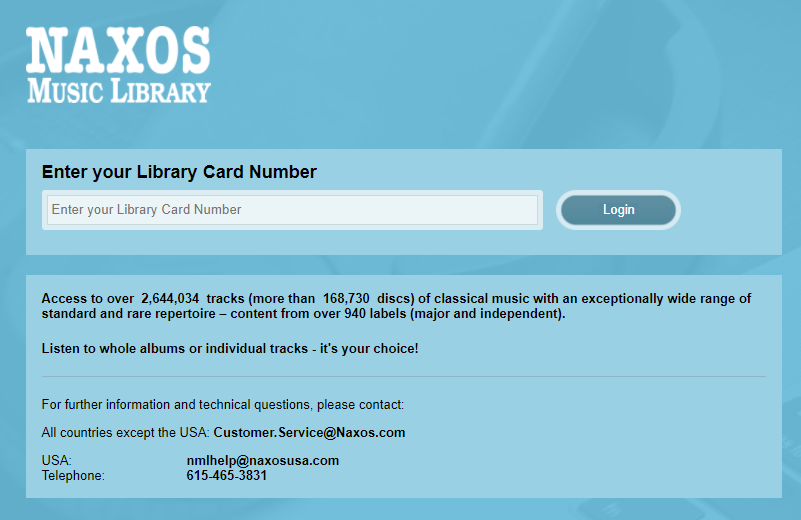 NAXOS
MUSIC LIBRARY
Enter your Library Card Number
Enter your Library Card Number
Login
Access to over 2,644,034 tracks (more than 168,730 discs) of classical music with an exceptionally wide range of
standard and rare repertoire – content from over 940 labels (major and independent).
Listen to whole albums or individual tracks - it's your choice!
For further information and technical questions, please contact:
All countries except the USA: Customer.Service@Naxos.com
USA: nmlhelp@naxosusa.com
Telephone: 615-465-3831